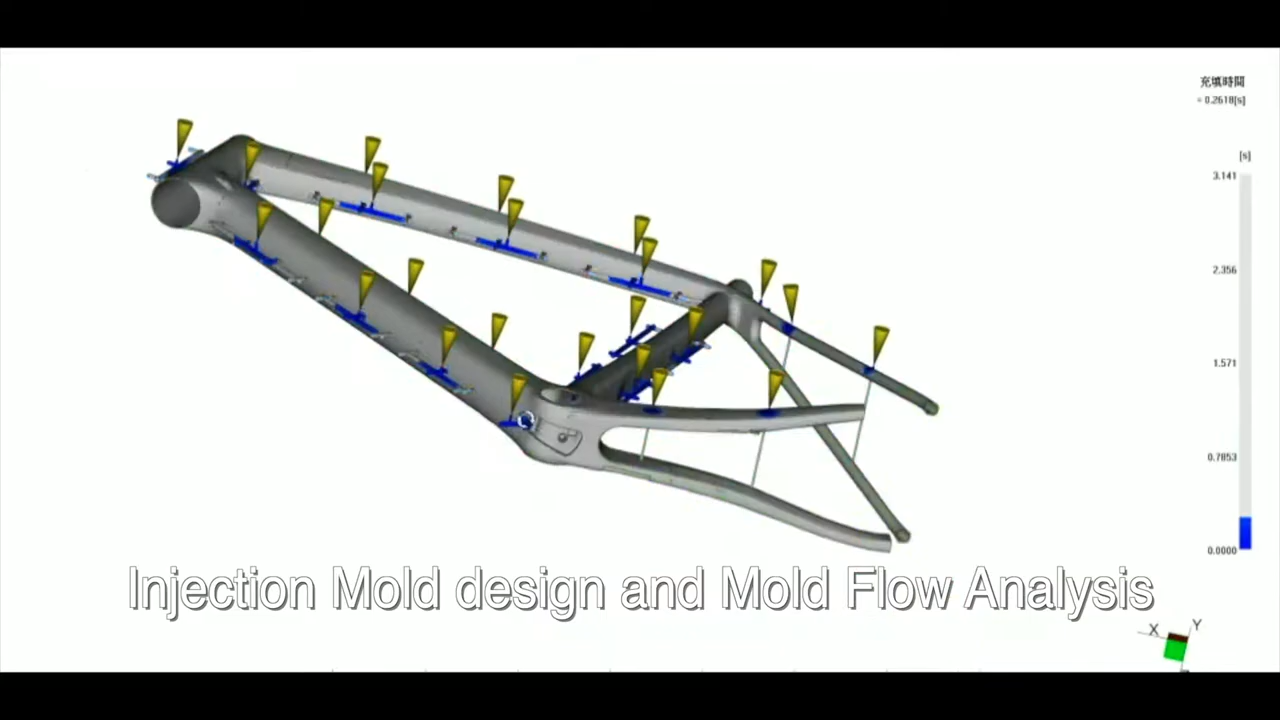 充填時間
= 0.2618[s]
[s]
3.141
2.356
1.571
0.7853
0.0000
Injection Mold design and Mold Flow Analysis
X
Y